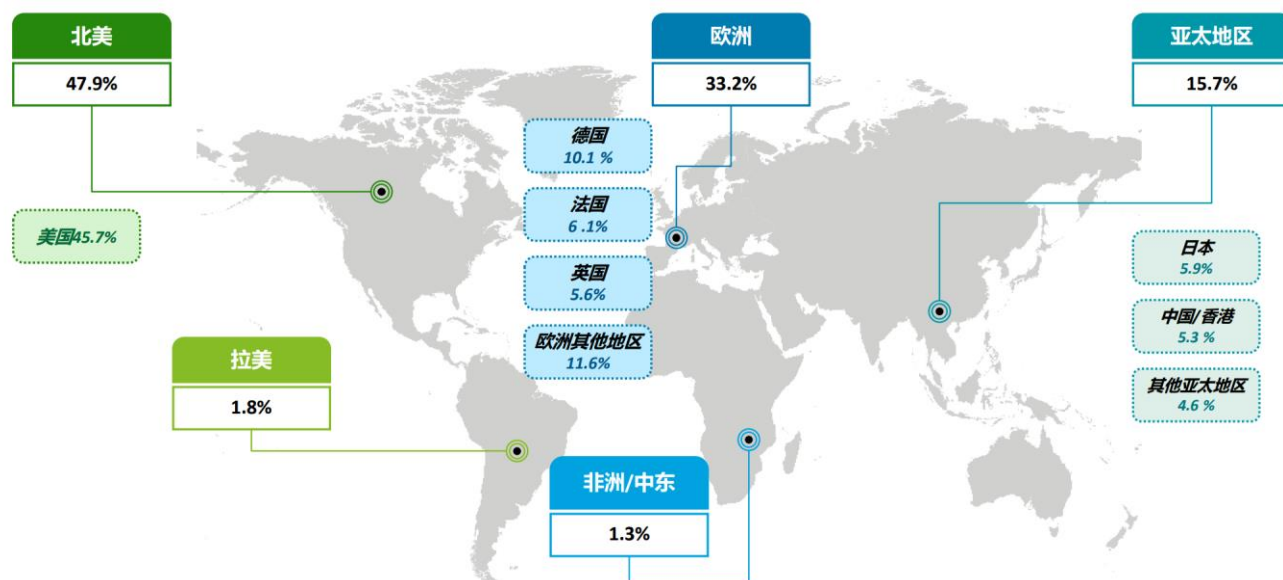 北美
47.9%
美国45.7%
欧洲
33.2%
德国
10.1 %
法国
6 .1%
英国
5.6%
欧洲其他地区
11.6%
亚太地区
15.7%
日本
5.9%
中国/香港
5.3 %
其他亚太地区
4.6 %
拉美
1.8%
非洲/中东
1.3%